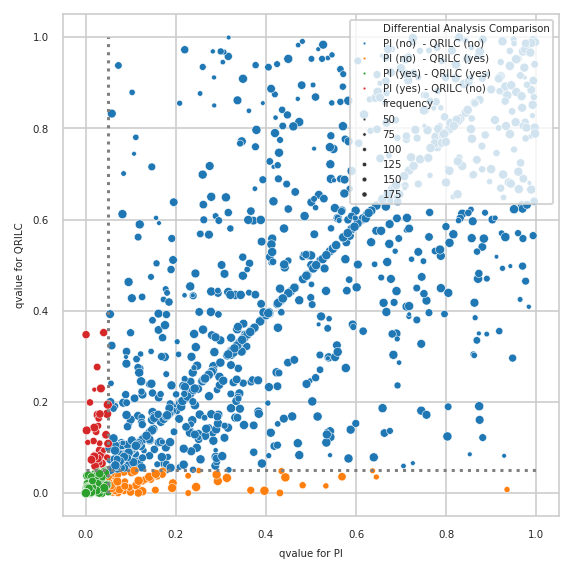 Differential Analysis Comparison
PI (no)  - QRILC (no)
PI (no)  - QRILC (yes)
PI (yes) - QRILC (yes)
PI (yes) - QRILC (no)
frequency
50
75
100
125
150
175
1.0
0.8
0.6
0.4
0.2
0.0
qvalue for QRILC
0.0 0.2 0.4 0.6 0.8 1.0
qvalue for PI